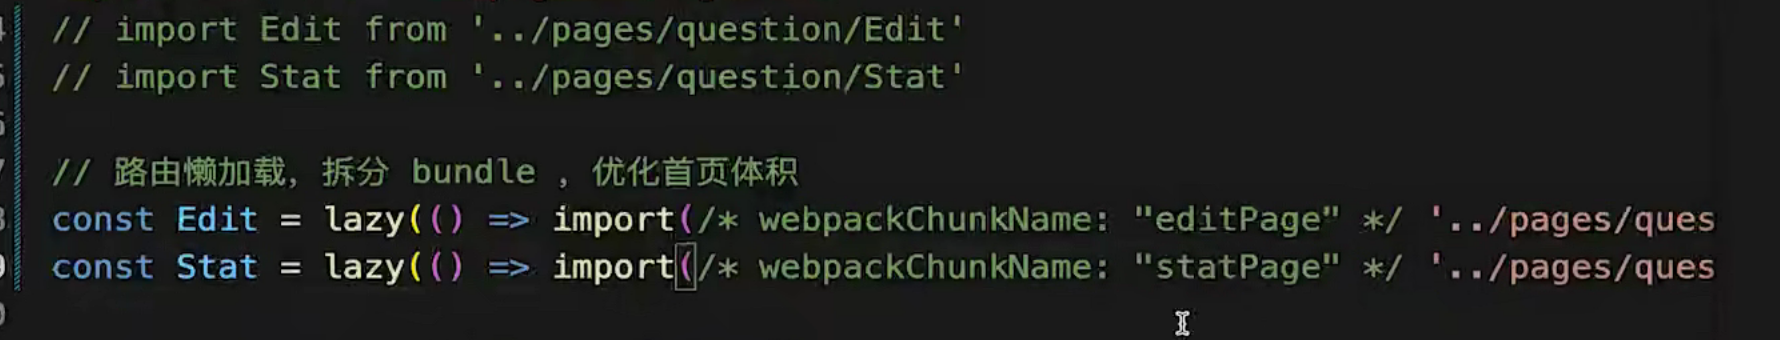 // import Edit from '../pages/question/Edit'
// import Stat from '../pages/question/Stat'
// 路由懒加载，拆分 bundle ，优化首页体积
const Edit = lazy(() => import(/* webpackChunkName: "editPage" */ '../pages/ques
const Stat = lazy(() => import(/* webpackChunkName: "statPage" */ '../pages/ques